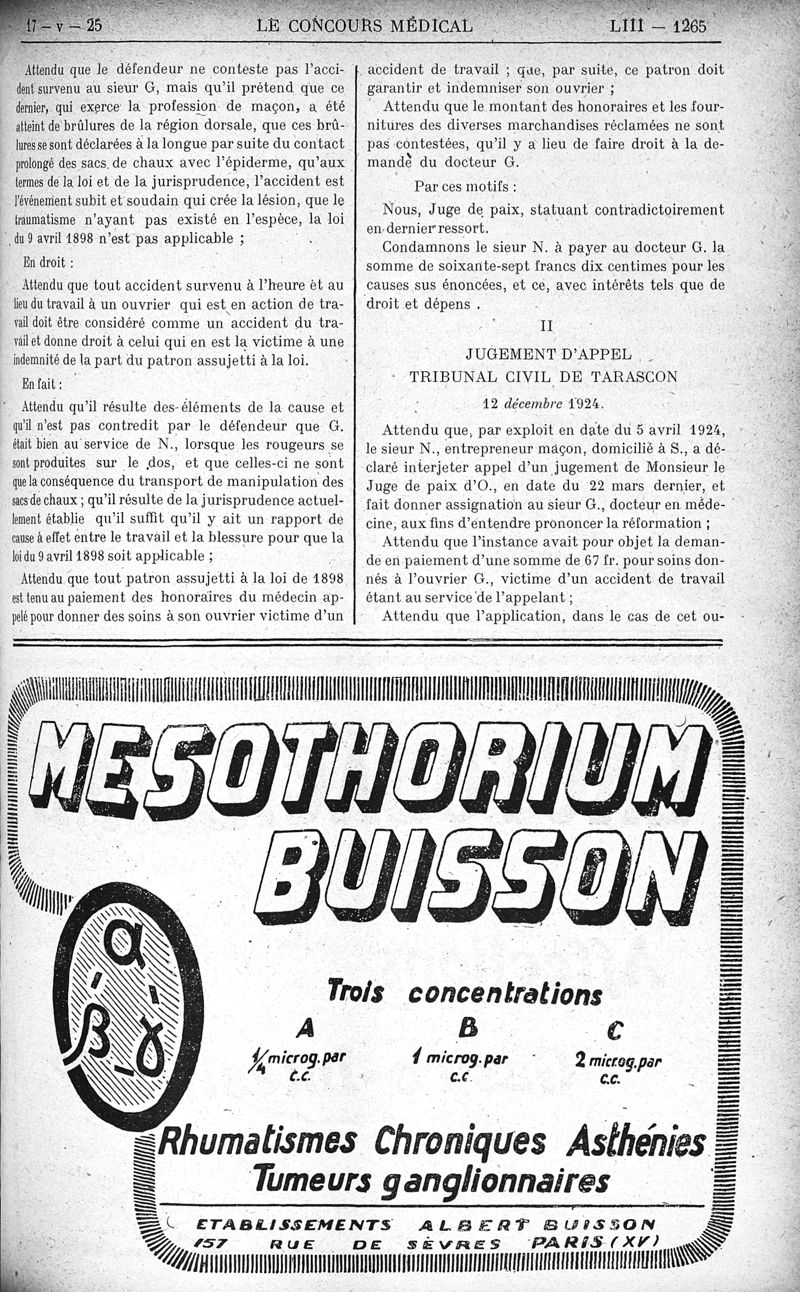 17 – v – 25 LE CONCOURS MÉDICAL LIII — 1265
Attendu que le défendeur ne conteste pas l'acci-
dent survenu au sieur G, mais qu'il prétend que ce
dernier, qui exerce la profession de maçon, a été
atteint de brûlures de la région dorsale, que ces brû-
lures se sont déclarées à la longue par suite du contact
prolongé des sacs de chaux avec l'épiderme, qu'aux
termes de la loi et de la jurisprudence, l'accident est
l'événement subit et soudain qui crée la lésion, que le
traumatisme n'ayant pas existé en l'espèce, la loi
du 9 avril 1898 n'est pas applicable ;
En droit :
Attendu que tout accident survenu à l'heure et au
lieu du travail à un ouvrier qui est en action de tra-
vail doit être considéré comme un accident du tra-
vail et donne droit à celui qui en est la victime à une
indemnité de la part du patron assujetti à la loi.
En fait :
Attendu qu'il résulte des éléments de la cause et
qu'il n'est pas contredit par le défendeur que G.
était bien au service de N., lorsque les rougeurs se
sont produites sur le dos, et que celles-ci ne sont
que la conséquence du transport de manipulation des
sacs de chaux ; qu'il résulte de la jurisprudence actuel-
lement établie qu'il suffit qu'il y ait un rapport de
cause à effet entre le travail et la blessure pour que la
loi du 9 avril 1898 soit applicable ;
Attendu que tout patron assujetti à la loi de 1898
est tenu au paiement des honoraires du médecin ap-
pelé pour donner des soins à son ouvrier victime d'un
accident de travail ; que, par suite, ce patron doit
garantir et indemniser son ouvrier ;
Attendu que le montant des honoraires et les four-
nitures des diverses marchandises réclamées ne sont
pas contestées, qu'il y a lieu de faire droit à la de-
mande du docteur G.
Par ces motifs :
Nous, Juge de paix, statuant contradictoirement
en dernier ressort.
Condamnons le sieur N. à payer au docteur G. la
somme de soixante-sept francs dix centimes pour les
causes sus énoncées, et ce, avec intérêts tels que de
droit et dépens .
II
JUGEMENT D'APPEL
TRIBUNAL CIVIL DE TARASCON
12 décembre 1924.
Attendu que, par exploit en date du 5 avril 1924,
le sieur N., entrepreneur maçon, domicilié à S., a dé-
claré interjeter appel d'un jugement de Monsieur le
Juge de paix d'O., en date du 22 mars dernier, et
fait donner assignation au sieur G., docteur en méde-
cine, aux fins d'entendre prononcer la réformation ;
Attendu que l'instance avait pour objet la deman-
de en paiement d'une somme de 67 fr. pour soins don-
nés à l'ouvrier G., victime d'un accident de travail
étant au service de l'appelant ;
Attendu que l'application, dans le cas de cet ou-
MESOTHORIUM
BUISSON
α
β - γ
Trois concentrations
A B C
1/4 microg. par 1 microg. par 2 microg. par
c.c. c.c. c.c.
Rhumatismes Chroniques Asthénies
Tumeurs ganglionnaires
ETABLISSEMENTS ALBERT BUISSON
157 RUE DE SÈVRES PARIS (XV)